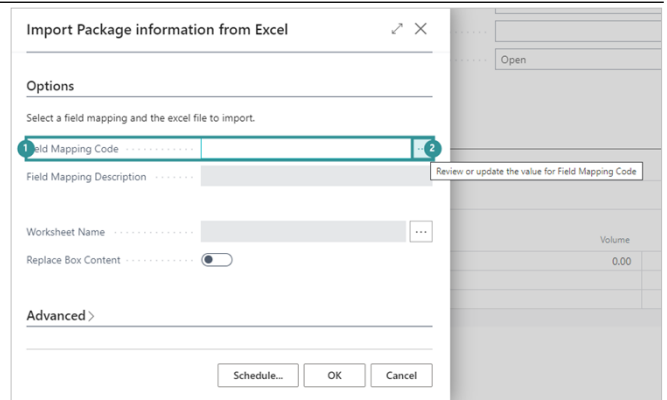 Import Package information from Excel
Open
Options
Select a field mapping and the excel file to import.
1 eld Mapping Code 2
Review or update the value for Field Mapping Code
Field Mapping Description
Worksheet Name ...
Volume
Replace Box Content
0.00
Advanced >
Schedule... OK Cancel